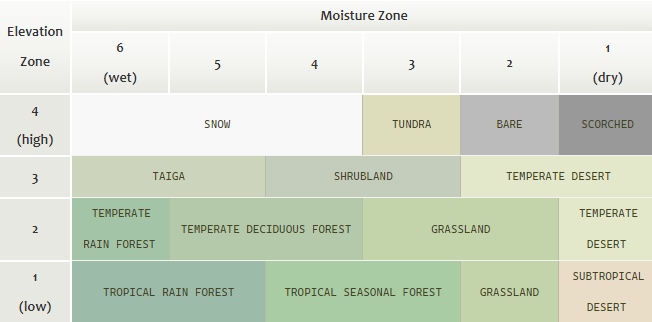 Moisture Zone
Elevation
Zone
6
(wet)
5
4
3
2
1
(dry)
4
(high)
SNOW
TUNDRA
BARE
SCORCHED
3
TAIGA
SHRUBLAND
TEMPERATE DESERT
2
TEMPERATE
RAIN FOREST
TEMPERATE DECIDUOUS FOREST
GRASSLAND
TEMPERATE
DESERT
1
(low)
TROPICAL RAIN FOREST
TROPICAL SEASONAL FOREST
GRASSLAND
SUBTROPICAL
DESERT